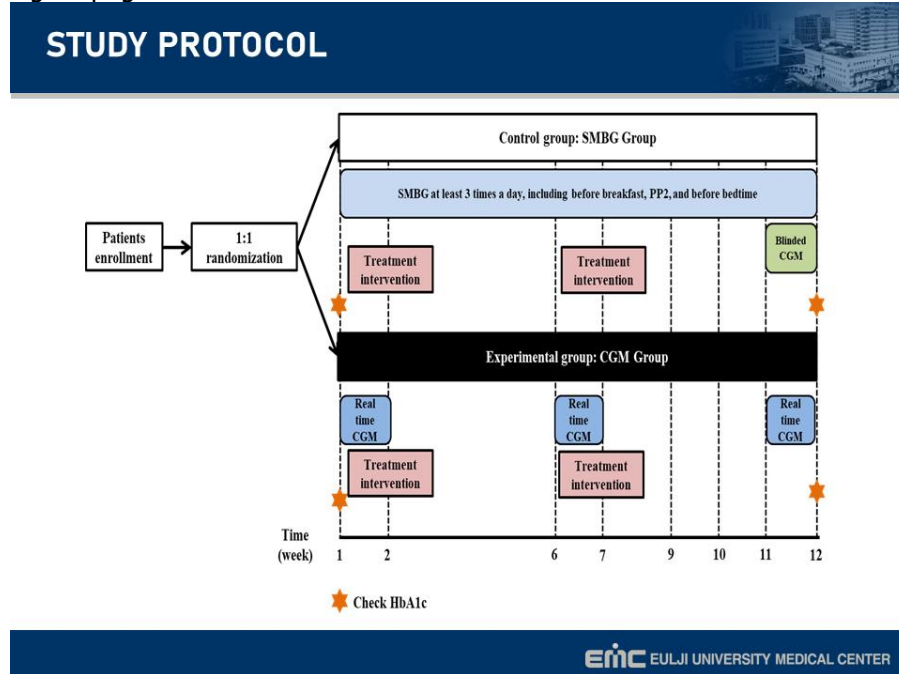 STUDY PROTOCOL
Control group: SMBG Group
SMBG at least 3 times a day, including before breakfast, PP2, and before bedtime
Patients
enrollment
1:1
randomization
Treatment
intervention
Treatment
intervention
Blinded
CGM
Experimental group: CGM Group
Real
time
CGM
Real
time
CGM
Real
time
CGM
Treatment
intervention
Treatment
intervention
Time
(week)
1 2 6 7 9 10 11 12
Check HbA1c
EMC EULJI UNIVERSITY MEDICAL CENTER